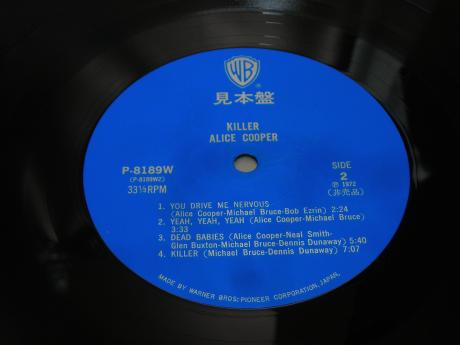 WB
®
見本盤
KILLER
ALICE COOPER
P-8189W
(P-8189W2)
33⅓RPM
SIDE
2
Ⓟ 1972
(非売品)
1. YOU DRIVE ME NERVOUS
(Alice Cooper-Michael Bruce-Bob Ezrin) 2:24
2. YEAH, YEAH, YEAH (Alice Cooper-Michael Bruce)
3:33
3. DEAD BABIES (Alice Cooper-Neal Smith-
Glen Buxton-Michael Bruce-Dennis Dunaway) 5:40
4. KILLER (Michael Bruce-Dennis Dunaway) 7:07
MADE BY WARNER BROS; PIONEER CORPORATION, JAPAN.